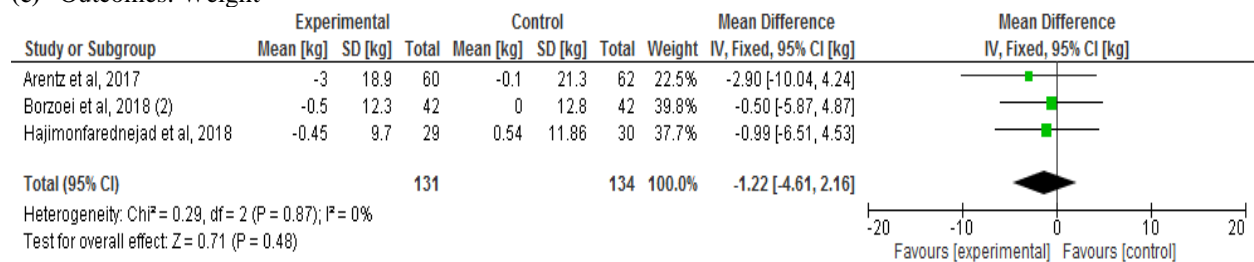 (c) Outcomes: Weight
Experimental Control Mean Difference Mean Difference
Study or Subgroup Mean [kg] SD [kg] Total Mean [kg] SD [kg] Total Weight IV, Fixed, 95% CI [kg] IV, Fixed, 95% CI [kg]
Arentz et al, 2017 -3 18.9 60 -0.1 21.3 62 22.5% -2.90 [-10.04, 4.24]
Borzoei et al, 2018 (2) -0.5 12.3 42 0 12.8 42 39.8% -0.50 [-5.87, 4.87]
Hajimonfarednejad et al, 2018 -0.45 9.7 29 0.54 11.86 30 37.7% -0.99 [-6.51, 4.53]
Total (95% CI) 131 134 100.0% -1.22 [-4.61, 2.16]
Heterogeneity: Chi² = 0.29, df = 2 (P = 0.87); I² = 0%
Test for overall effect: Z = 0.71 (P = 0.48)
-20 -10 0 10 20
Favours [experimental] Favours [control]